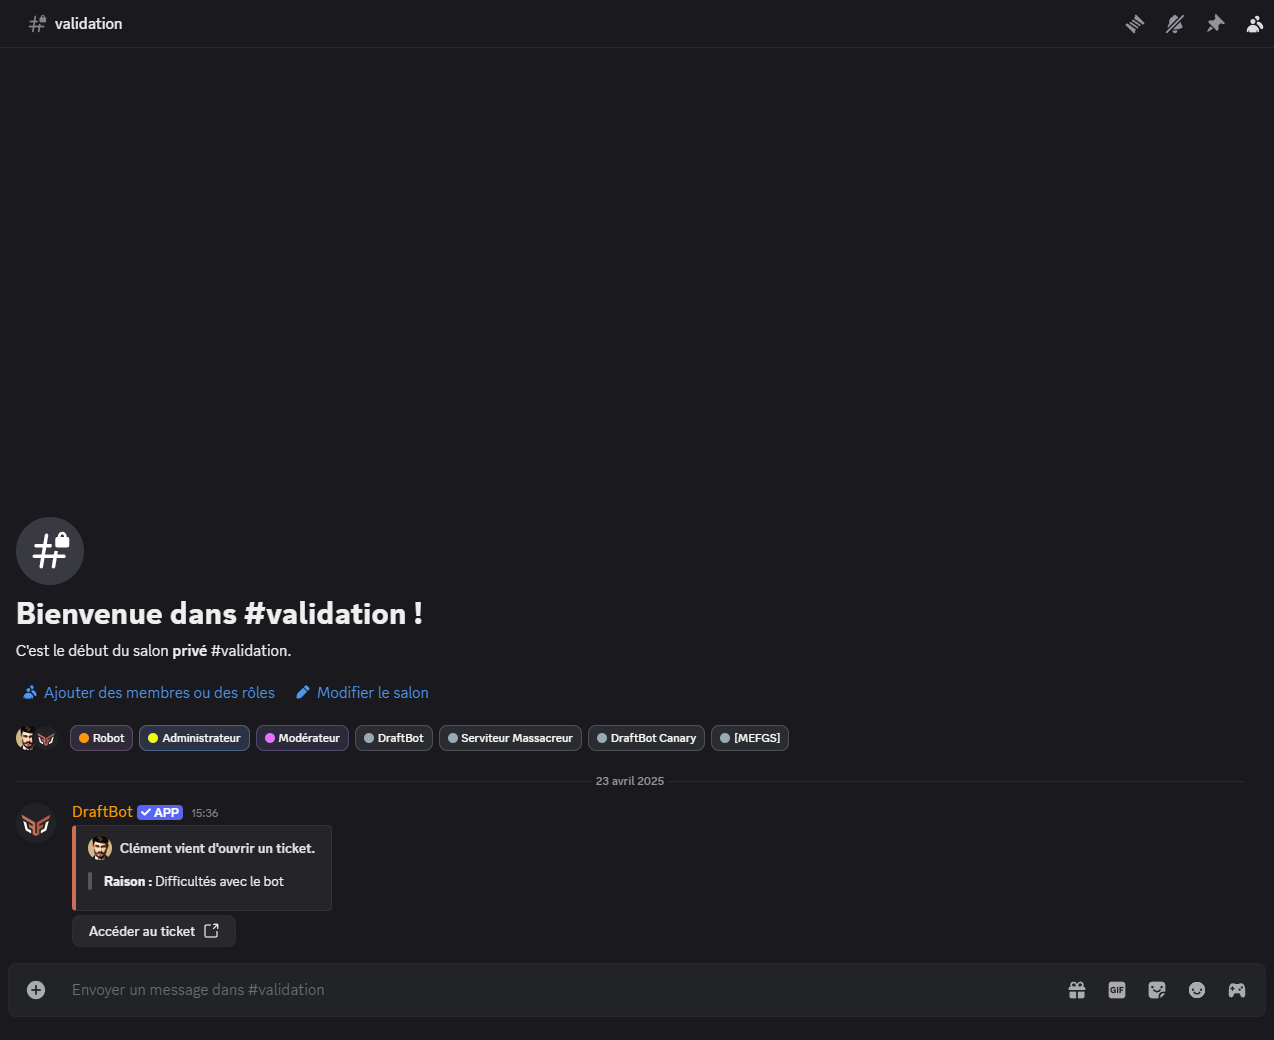 validation
Bienvenue dans #validation !
C'est le début du salon privé #validation.
Ajouter des membres ou des rôles Modifier le salon
Robot Administrateur Modérateur DraftBot Serviteur Massacreur DraftBot Canary [MEFGS]
23 avril 2025
DraftBot APP 15:36
Clément vient d'ouvrir un ticket.
Raison : Difficultés avec le bot
Accéder au ticket
Envoyer un message dans #validation
GIF